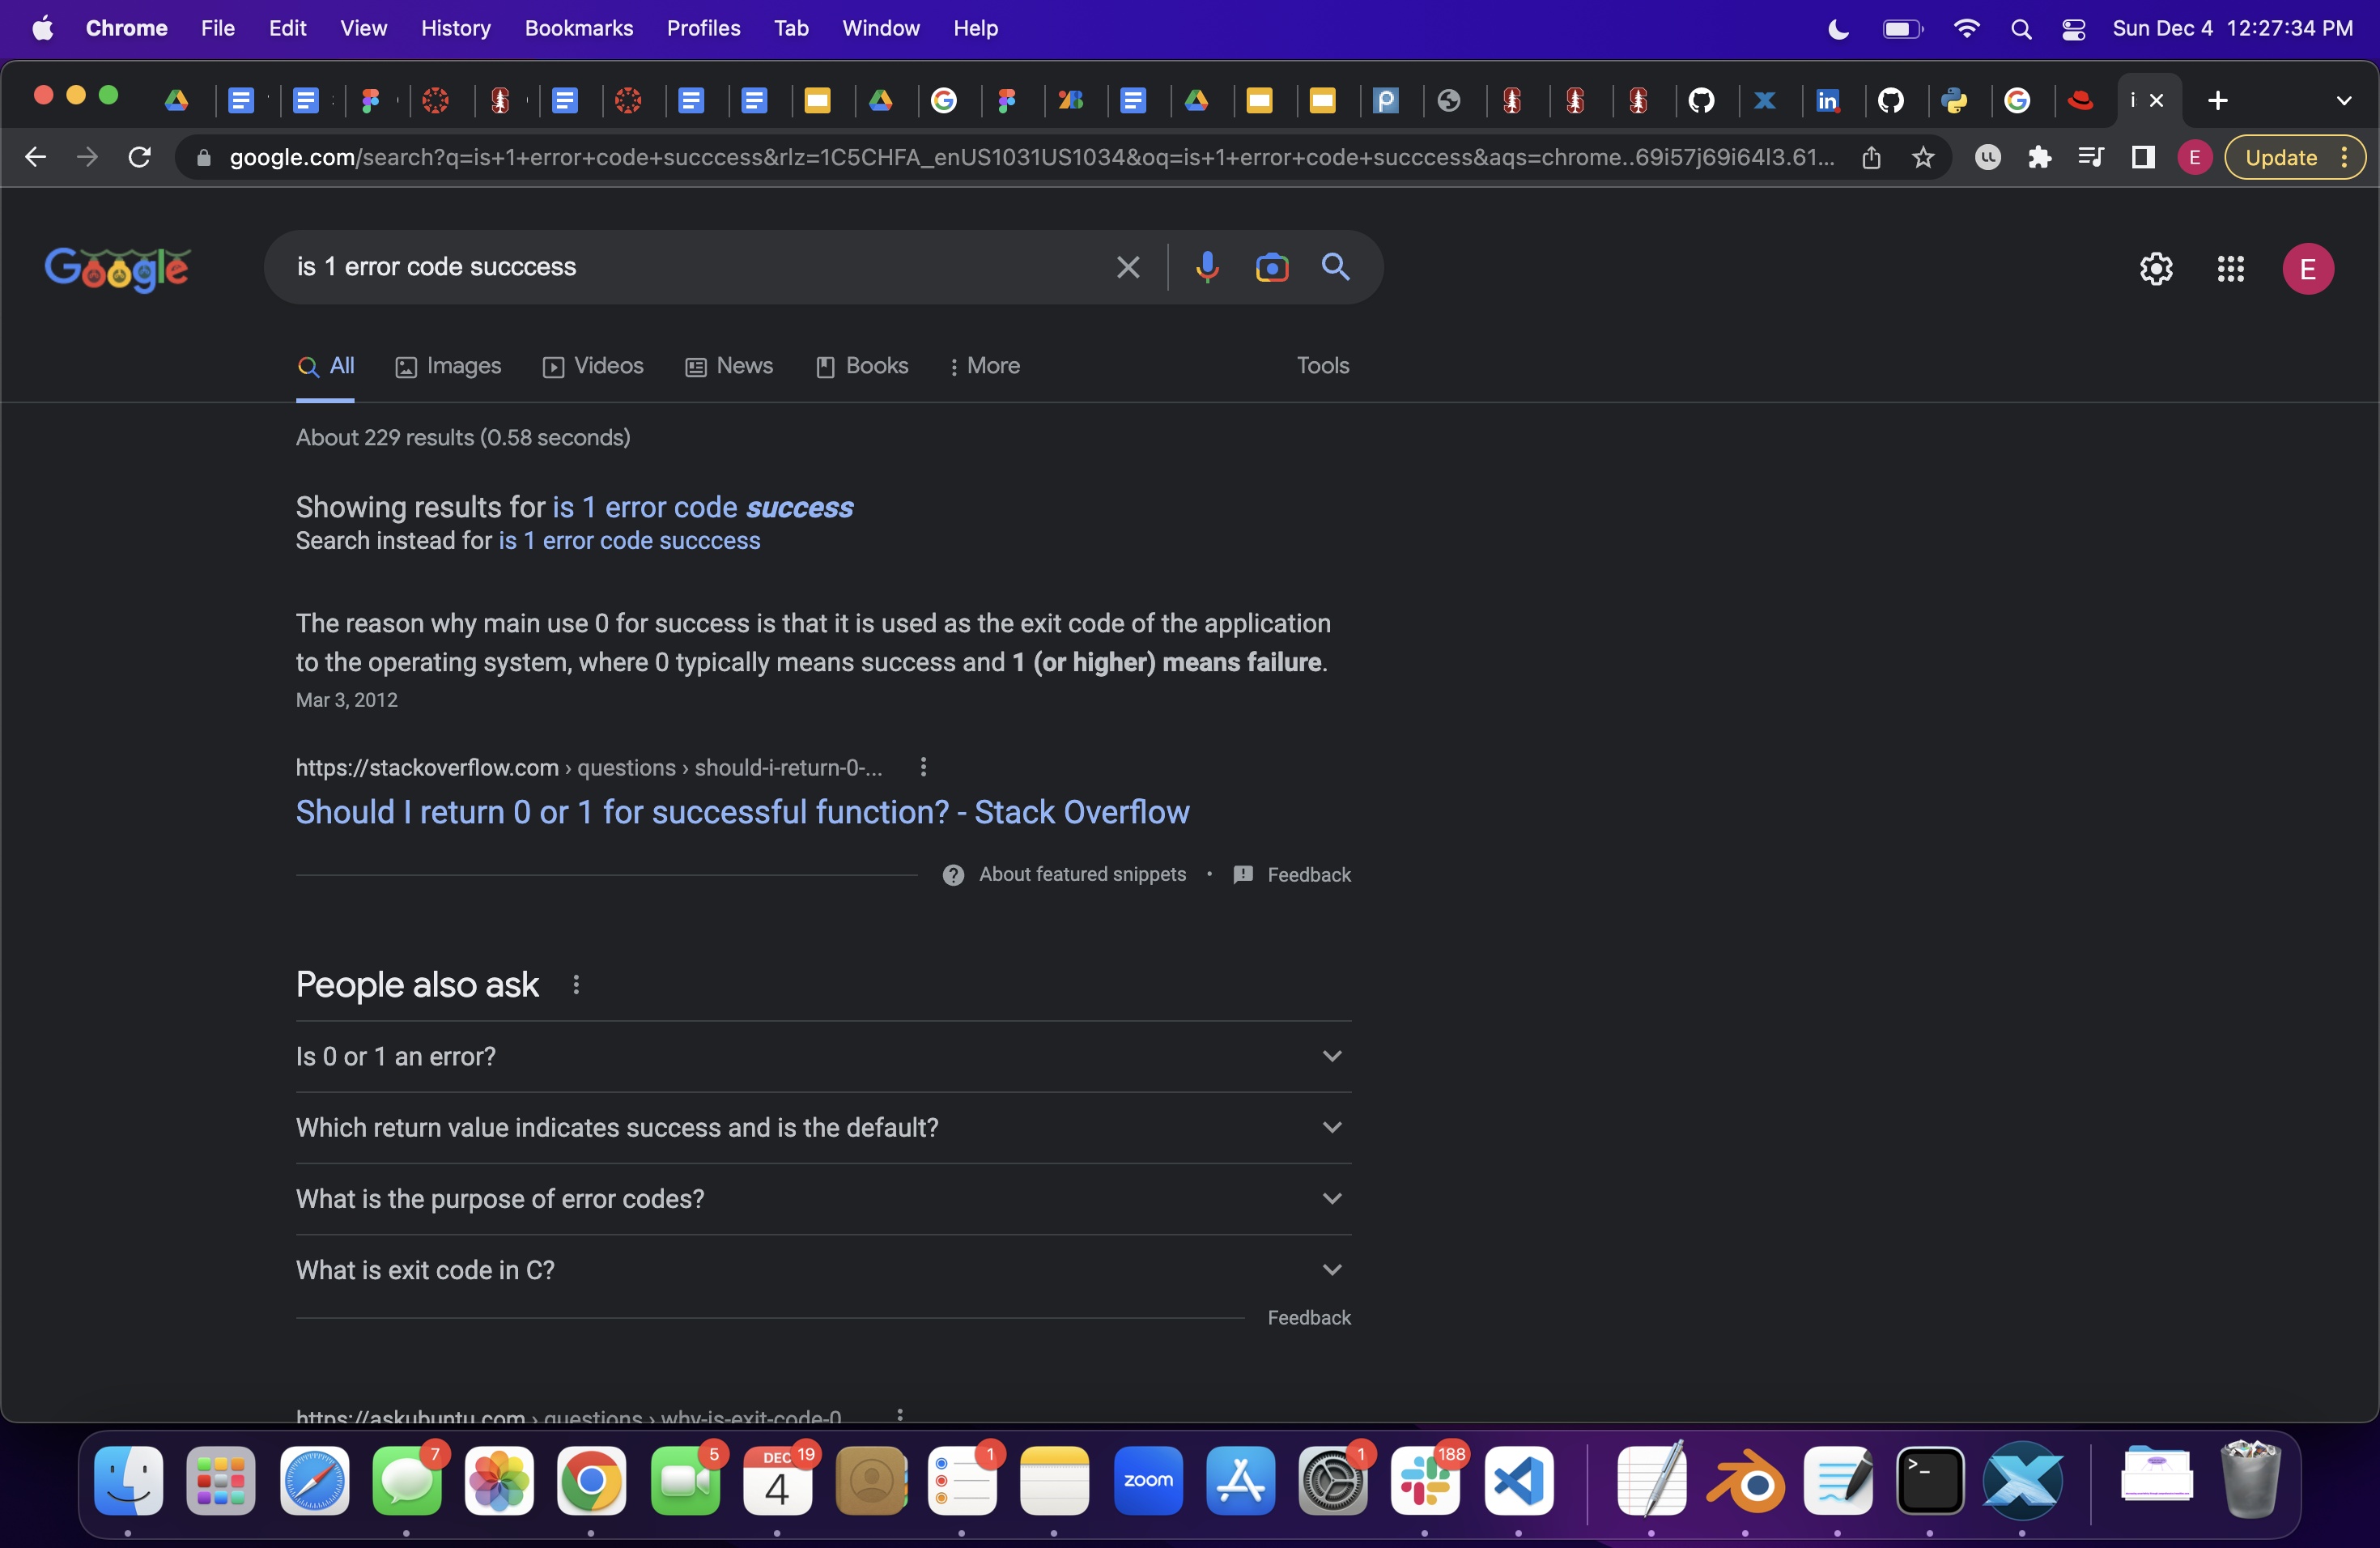 Chrome File Edit View History Bookmarks Profiles Tab Window Help Sun Dec 4 12:27:34 PM
google.com/search?q=is+1+error+code+succcess&rlz=1C5CHFA_enUS1031US1034&oq=is+1+error+code+succcess&aqs=chrome..69i57j69i64l3.61... E Update
Google is 1 error code succcess E
All Images Videos News Books More Tools
About 229 results (0.58 seconds)
Showing results for is 1 error code success
Search instead for is 1 error code succcess
The reason why main use 0 for success is that it is used as the exit code of the application
to the operating system, where 0 typically means success and 1 (or higher) means failure.
Mar 3, 2012
https://stackoverflow.com › questions › should-i-return-0-...
Should I return 0 or 1 for successful function? - Stack Overflow
About featured snippets • Feedback
People also ask
Is 0 or 1 an error?
Which return value indicates success and is the default?
What is the purpose of error codes?
What is exit code in C?
Feedback
https://askubuntu.com › questions › why-is-exit-code-0
7 5 DEC 19 1 1 188
4 zoom